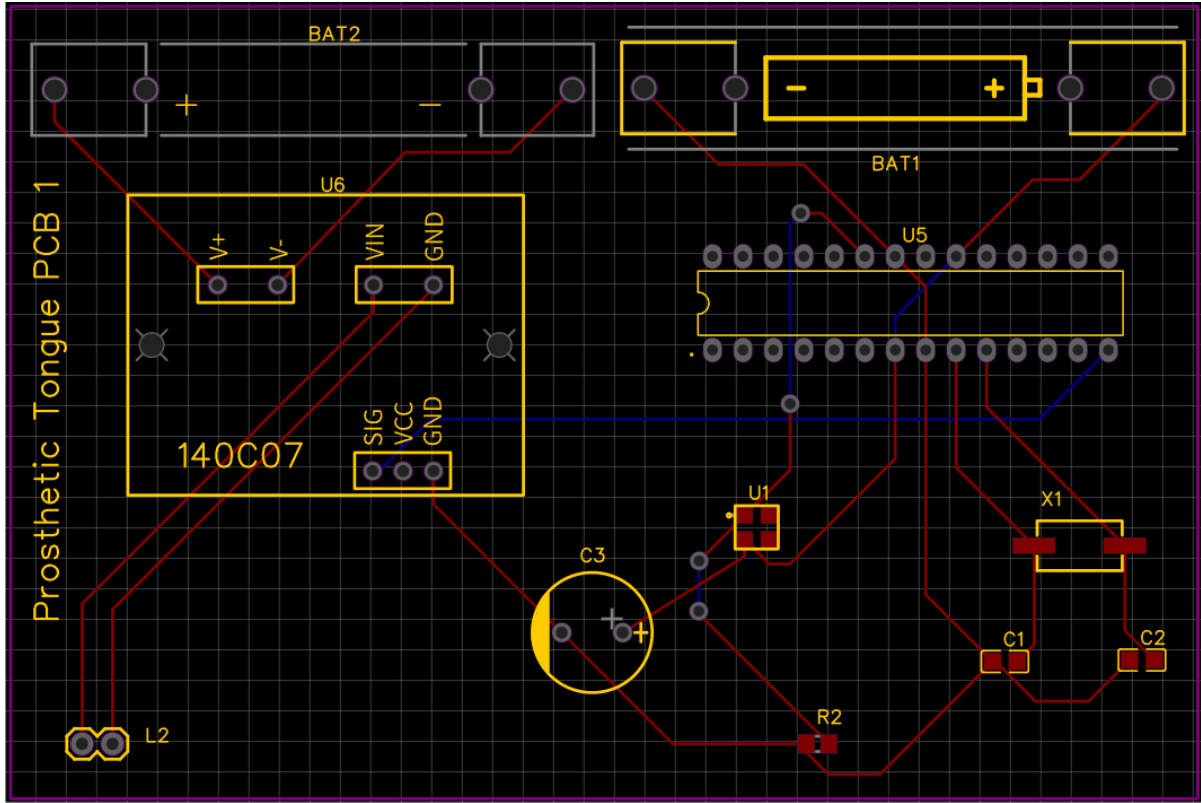 BAT2
+ −
− +
BAT1
Prosthetic Tongue PCB 1
U6
V+
V-
VIN
GND
U5
SIG
VCC
GND
140C07
U1
X1
C3
+
+
C1
C2
R2
L2